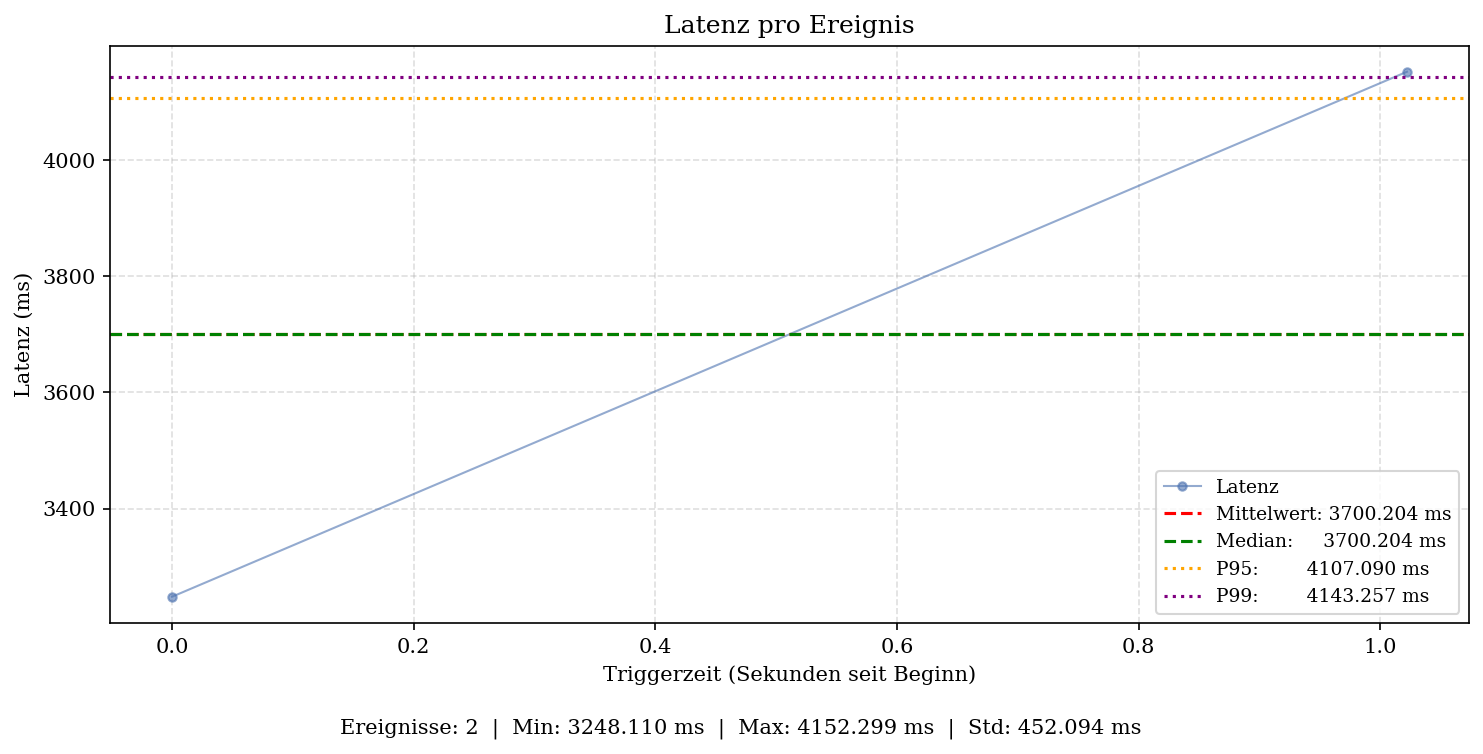 Latenz pro Ereignis
Latenz (ms)
4000
3800
3600
3400
Latenz
Mittelwert: 3700.204 ms
Median: 3700.204 ms
P95: 4107.090 ms
P99: 4143.257 ms
0.0 0.2 0.4 0.6 0.8 1.0
Triggerzeit (Sekunden seit Beginn)
Ereignisse: 2 | Min: 3248.110 ms | Max: 4152.299 ms | Std: 452.094 ms